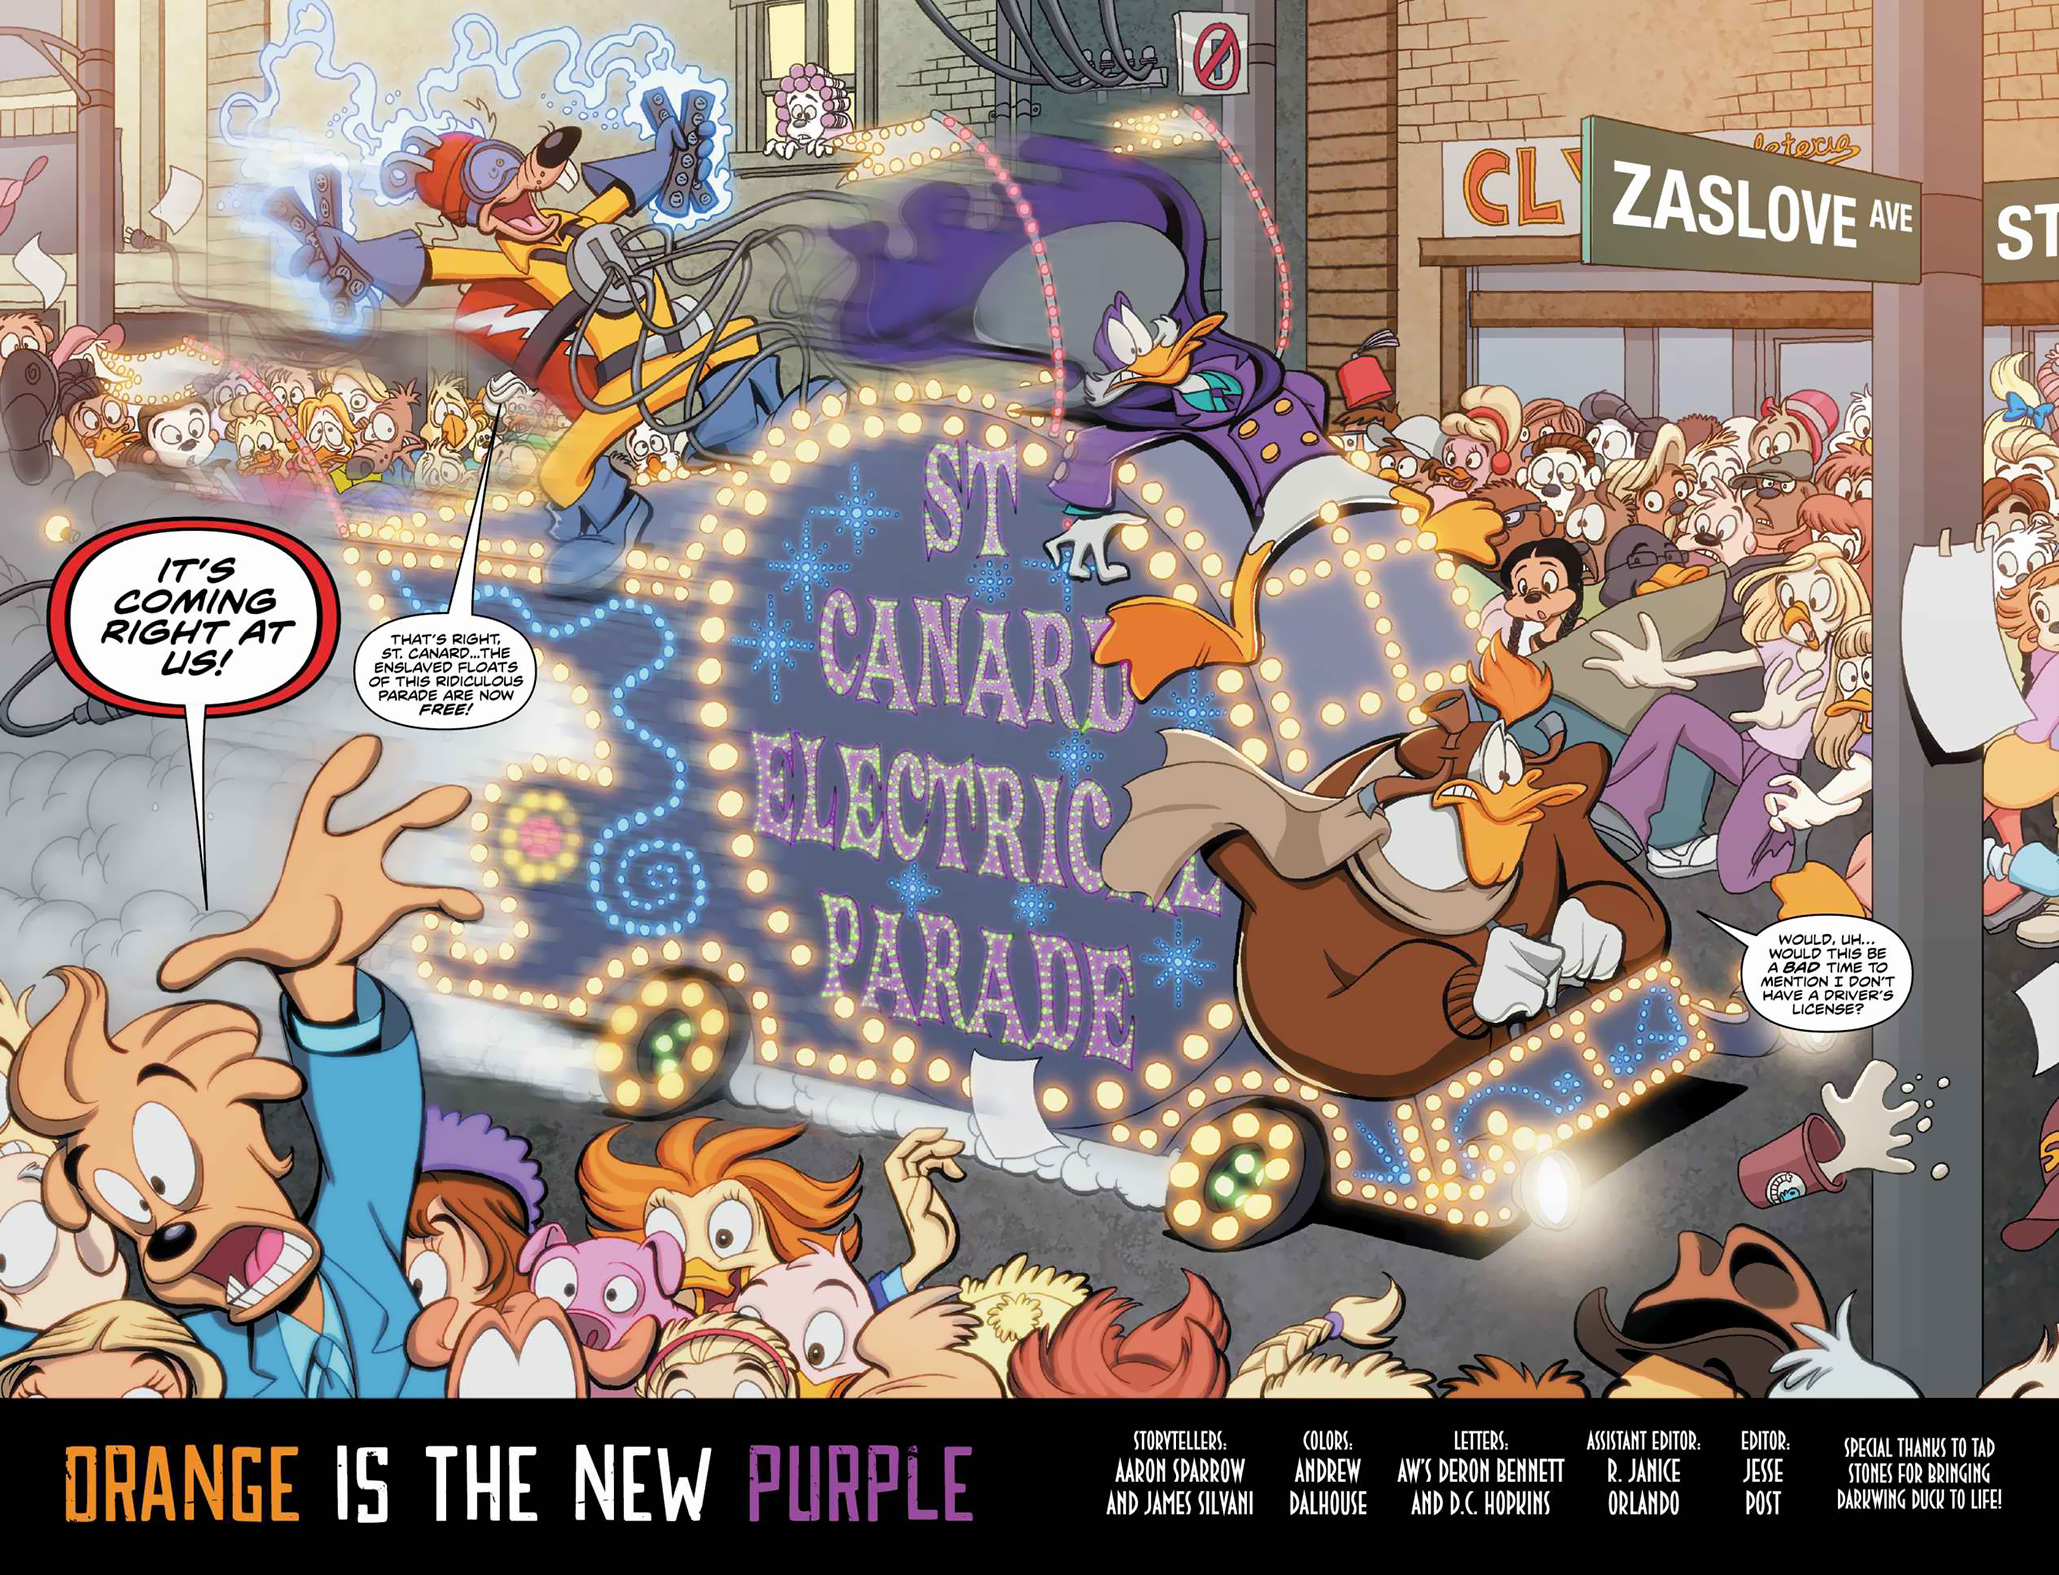 CL
leteria
ZASLOVE AVE
ST
IT'S
COMING
RIGHT AT
US!
THAT'S RIGHT,
ST. CANARD...THE
ENSLAVED FLOATS
OF THIS RIDICULOUS
PARADE ARE NOW
FREE!
ST
CANARD
ELECTRICAL
PARADE
WOULD, UH...
WOULD THIS BE
A BAD TIME TO
MENTION I DON'T
HAVE A DRIVER'S
LICENSE?
ORANGE IS THE NEW PURPLE
STORYTELLERS:
AARON SPARROW
AND JAMES SILVANI
COLORS:
ANDREW
DALHOUSE
LETTERS:
AW'S DERON BENNETT
AND D.C. HOPKINS
ASSISTANT EDITOR:
R. JANICE
ORLANDO
EDITOR:
JESSE
POST
SPECIAL THANKS TO TAD
STONES FOR BRINGING
DARKWING DUCK TO LIFE!